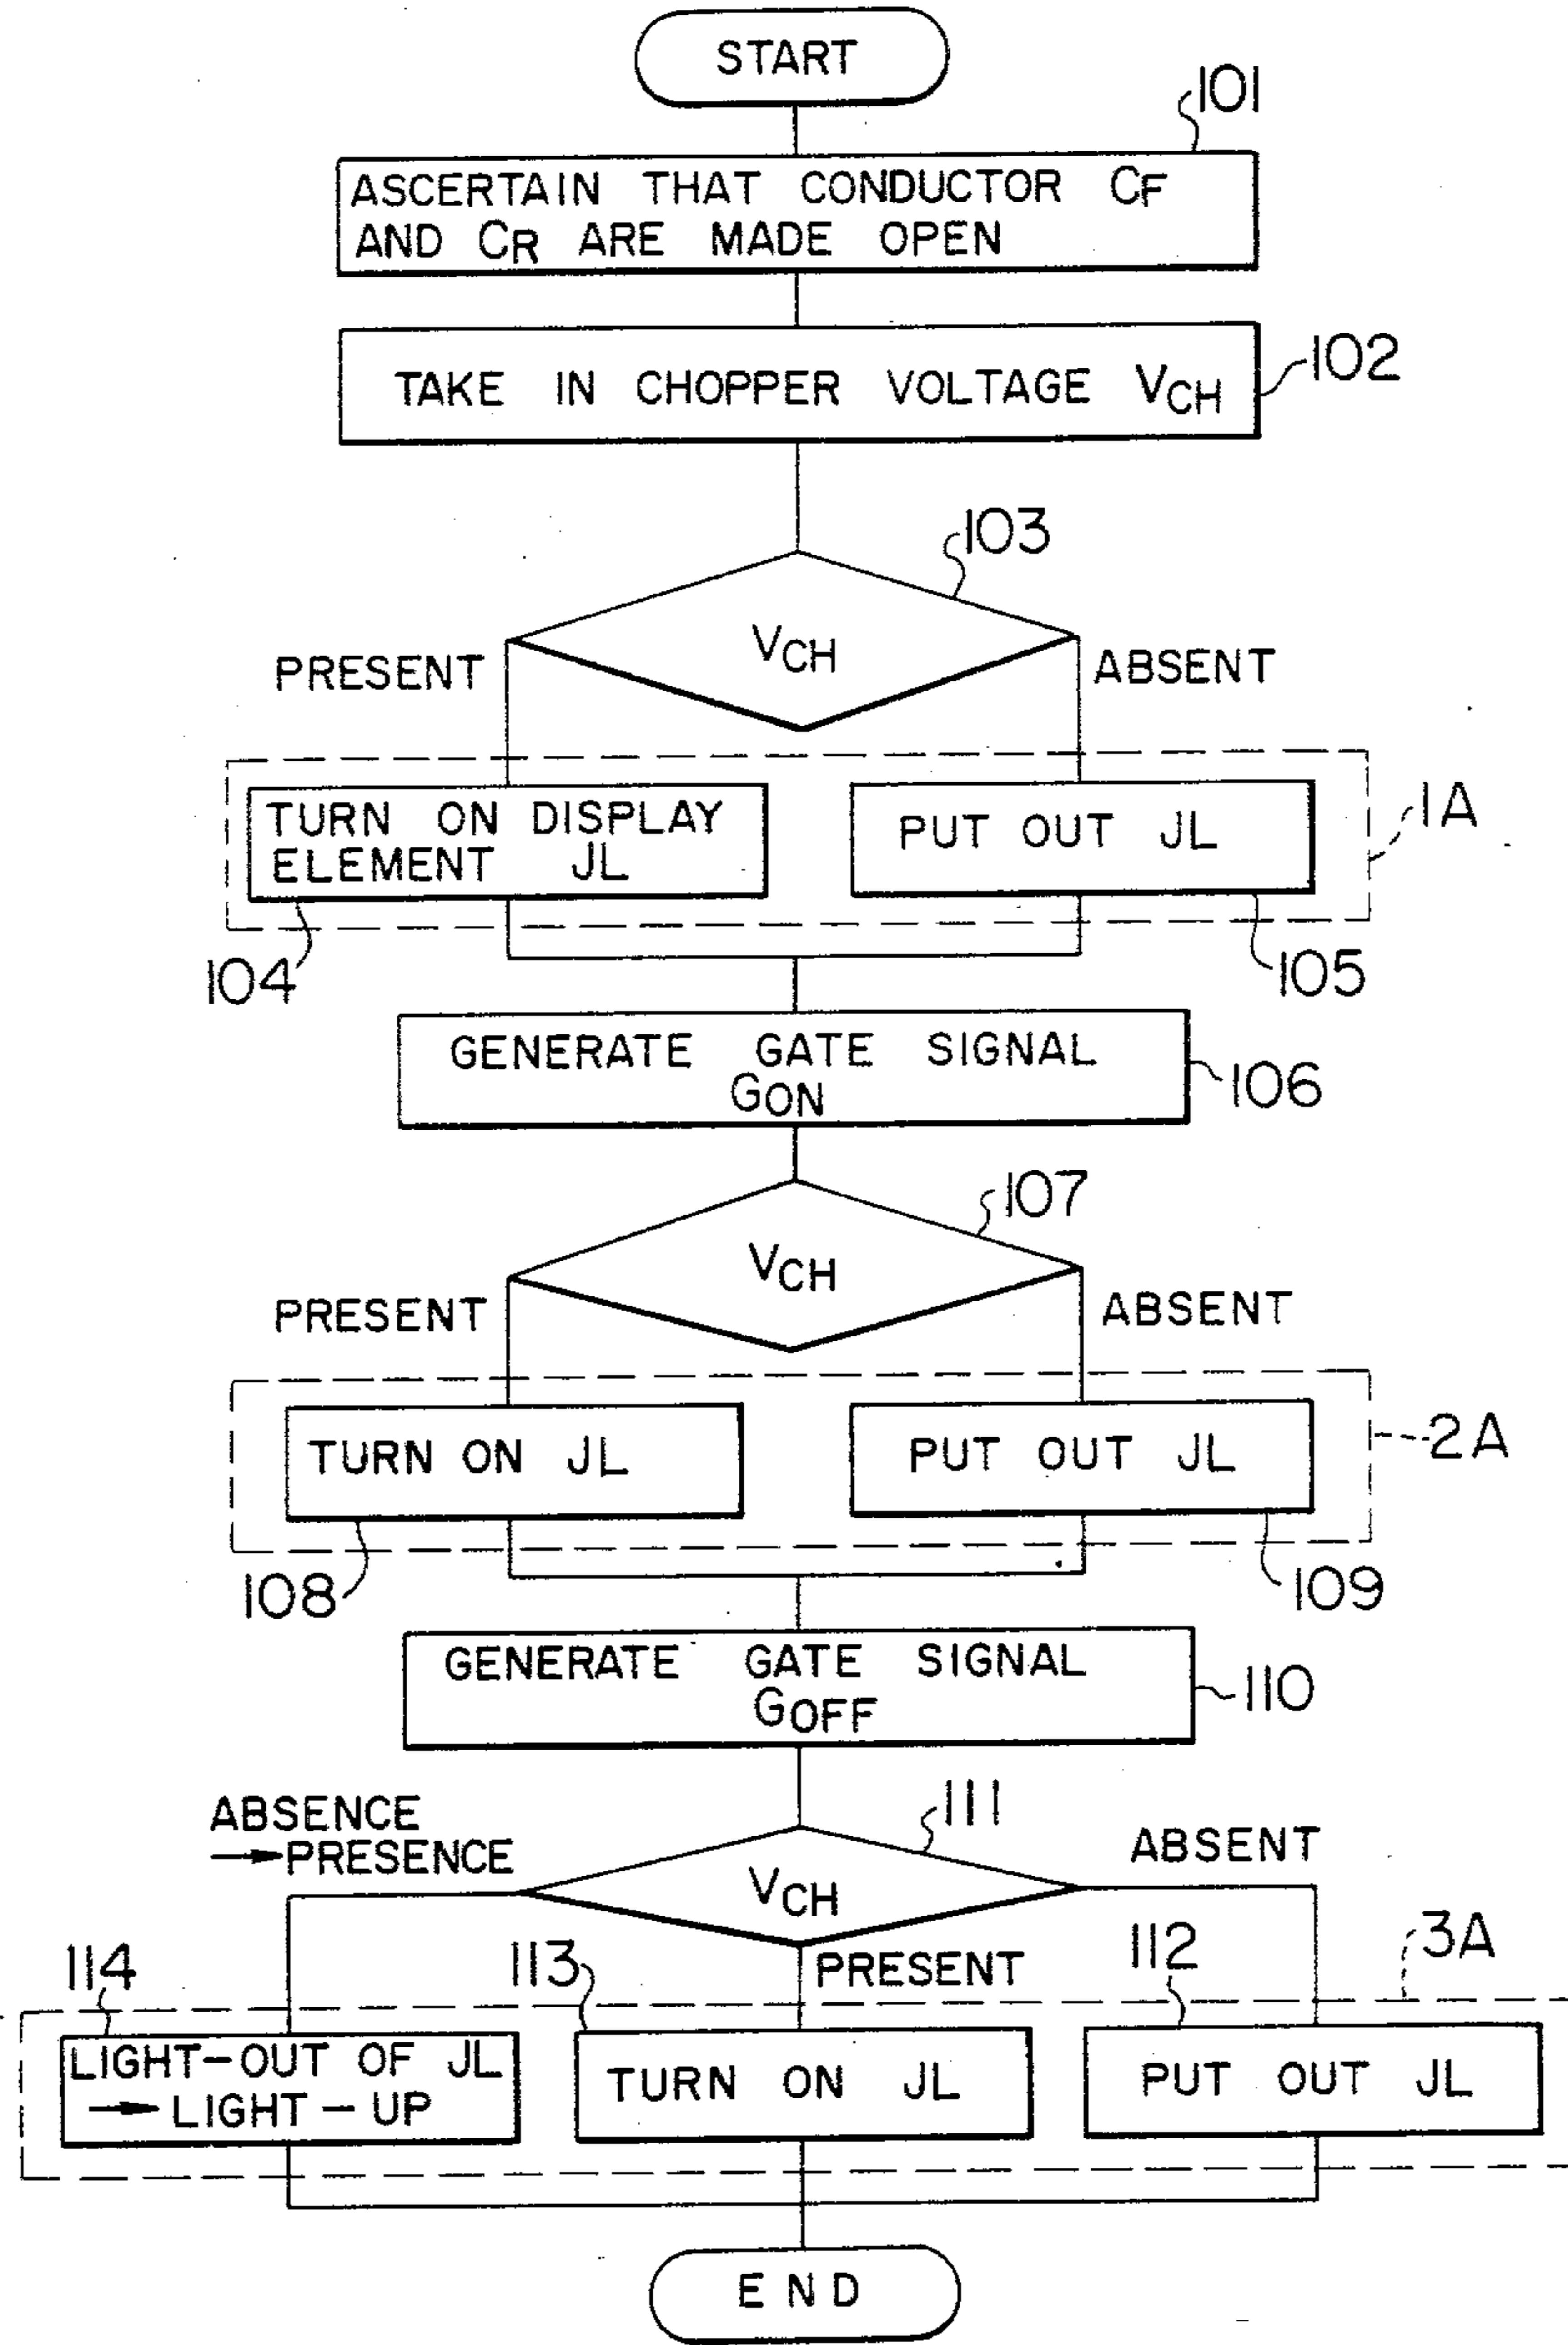 START
101
ASCERTAIN THAT CONDUCTOR CF
AND CR ARE MADE OPEN
TAKE IN CHOPPER VOLTAGE VCH
102
103
VCH
PRESENT
ABSENT
TURN ON DISPLAY
ELEMENT JL
PUT OUT JL
1A
104
105
GENERATE GATE SIGNAL
GON
106
107
VCH
PRESENT
ABSENT
TURN ON JL
PUT OUT JL
2A
108
109
GENERATE GATE SIGNAL
GOFF
110
111
ABSENCE
→PRESENCE
VCH
ABSENT
PRESENT
114
113
112
3A
LIGHT-OUT OF JL
→ LIGHT-UP
TURN ON JL
PUT OUT JL
END